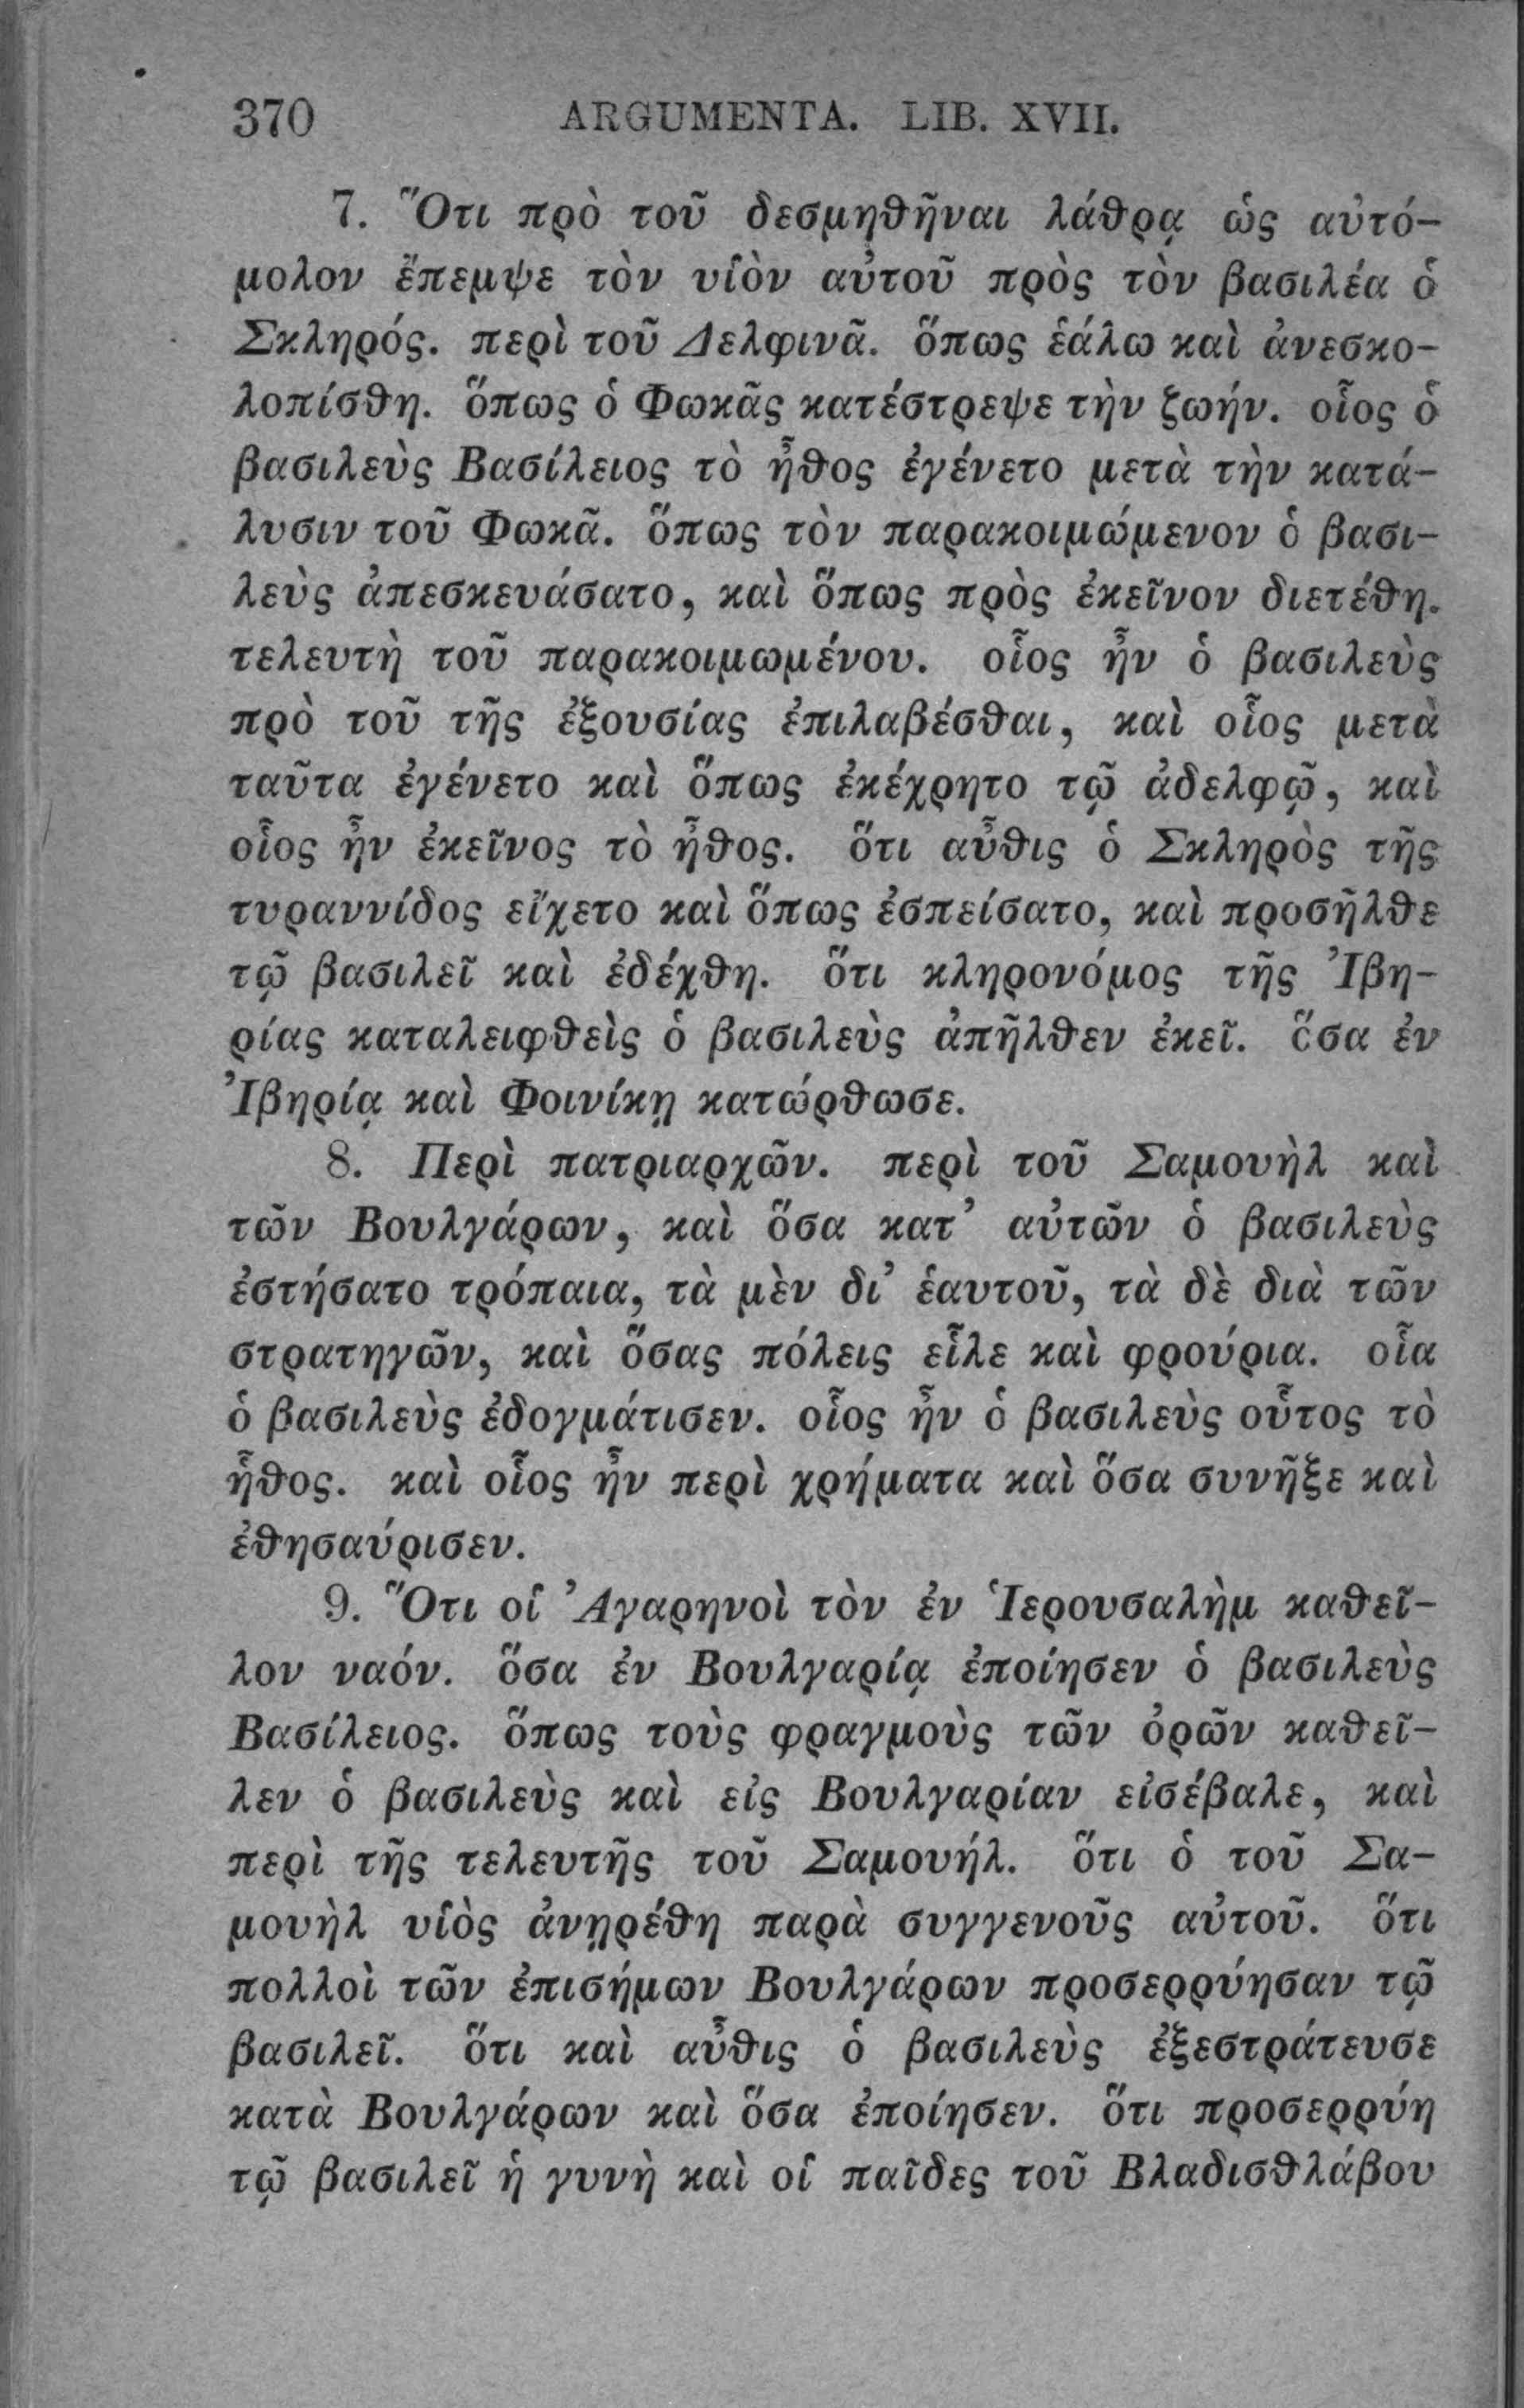 370 ARGUMENTA. LIB. XVII.
7. Ὅτι πρὸ τοῦ δεσμηθῆναι λάθρᾳ ὡς αὐτό-
μολον ἔπεμψε τὸν υἱὸν αὐτοῦ πρὸς τὸν βασιλέα ὁ
Σκληρός. περὶ τοῦ Δελφινᾶ. ὅπως ἑάλω καὶ ἀνεσκο-
λοπίσθη. ὅπως ὁ Φωκᾶς κατέστρεψε τὴν ζωήν. οἷος ὁ
βασιλεὺς Βασίλειος τὸ ἦθος ἐγένετο μετὰ τὴν κατά-
λυσιν τοῦ Φωκᾶ. ὅπως τὸν παρακοιμώμενον ὁ βασι-
λεὺς ἀπεσκευάσατο, καὶ ὅπως πρὸς ἐκεῖνον διετέθη.
τελευτὴ τοῦ παρακοιμωμένου. οἷος ἦν ὁ βασιλεὺς
πρὸ τοῦ τῆς ἐξουσίας ἐπιλαβέσθαι, καὶ οἷος μετὰ
ταῦτα ἐγένετο καὶ ὅπως ἐκέχρητο τῷ ἀδελφῷ, καὶ
οἷος ἦν ἐκεῖνος τὸ ἦθος. ὅτι αὖθις ὁ Σκληρὸς τῆς
τυραννίδος εἴχετο καὶ ὅπως ἐσπείσατο, καὶ προσῆλθε
τῷ βασιλεῖ καὶ ἐδέχθη. ὅτι κληρονόμος τῆς Ἰβη-
ρίας καταλειφθεὶς ὁ βασιλεὺς ἀπῆλθεν ἐκεῖ. ὅσα ἐν
Ἰβηρίᾳ καὶ Φοινίκῃ κατώρθωσε.
8. Περὶ πατριαρχῶν. περὶ τοῦ Σαμουὴλ καὶ
τῶν Βουλγάρων, καὶ ὅσα κατ’ αὐτῶν ὁ βασιλεὺς
ἐστήσατο τρόπαια, τὰ μὲν δι’ ἑαυτοῦ, τὰ δὲ διὰ τῶν
στρατηγῶν, καὶ ὅσας πόλεις εἷλε καὶ φρούρια. οἷα
ὁ βασιλεὺς ἐδογμάτισεν. οἷος ἦν ὁ βασιλεὺς οὗτος τὸ
ἦθος. καὶ οἷος ἦν περὶ χρήματα καὶ ὅσα συνῆξε καὶ
ἐθησαύρισεν.
9. Ὅτι οἱ Ἀγαρηνοὶ τὸν ἐν Ἱερουσαλὴμ καθεῖ-
λον ναόν. ὅσα ἐν Βουλγαρίᾳ ἐποίησεν ὁ βασιλεὺς
Βασίλειος. ὅπως τοὺς φραγμοὺς τῶν ὀρῶν καθεῖ-
λεν ὁ βασιλεὺς καὶ εἰς Βουλγαρίαν εἰσέβαλε, καὶ
περὶ τῆς τελευτῆς τοῦ Σαμουήλ. ὅτι ὁ τοῦ Σα-
μουὴλ υἱὸς ἀνῃρέθη παρὰ συγγενοῦς αὐτοῦ. ὅτι
πολλοὶ τῶν ἐπισήμων Βουλγάρων προσερρύησαν τῷ
βασιλεῖ. ὅτι καὶ αὖθις ὁ βασιλεὺς ἐξεστράτευσε
κατὰ Βουλγάρων καὶ ὅσα ἐποίησεν. ὅτι προσερρύη
τῷ βασιλεῖ ἡ γυνὴ καὶ οἱ παῖδες τοῦ Βλαδισθλάβου